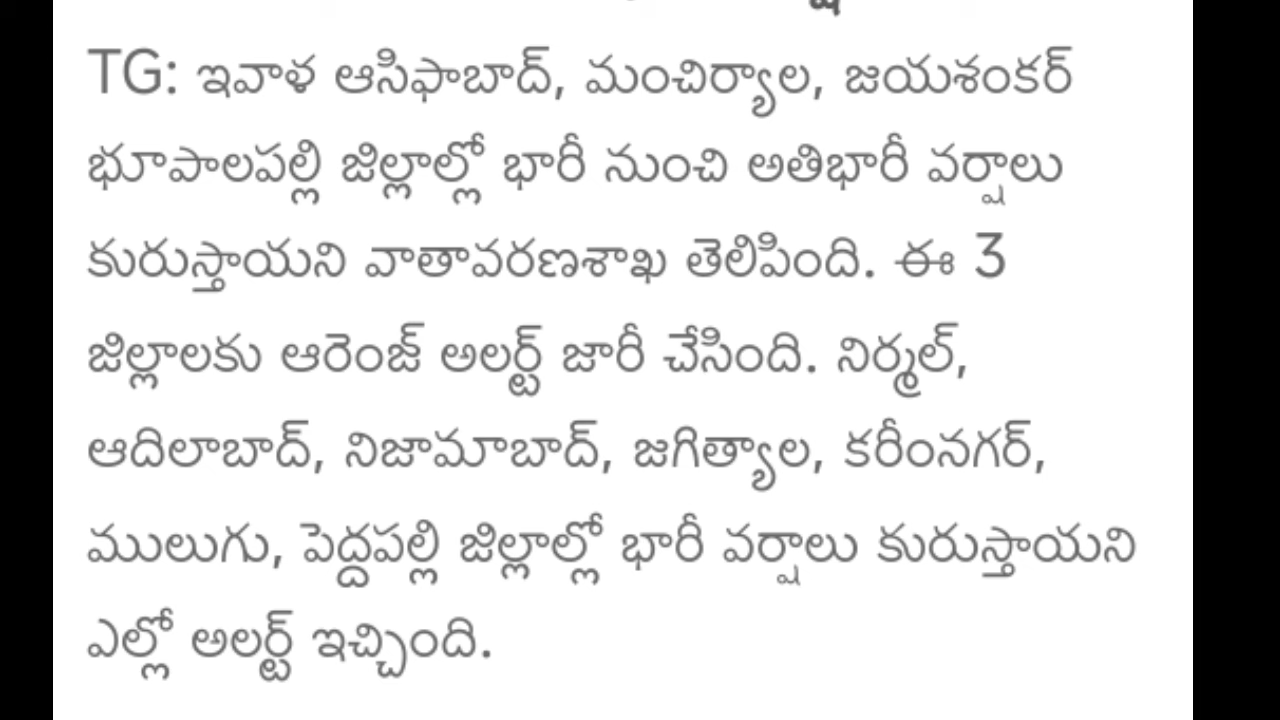 TG: ఇవాళ ఆసిఫాబాద్, మంచిర్యాల, జయశంకర్
భూపాలపల్లి జిల్లాల్లో భారీ నుంచి అతిభారీ వర్షాలు
కురుస్తాయని వాతావరణశాఖ తెలిపింది. ఈ 3
జిల్లాలకు ఆరెంజ్ అలర్ట్ జారీ చేసింది. నిర్మల్,
ఆదిలాబాద్, నిజామాబాద్, జగిత్యాల, కరీంనగర్,
ములుగు, పెద్దపల్లి జిల్లాల్లో భారీ వర్షాలు కురుస్తాయని
ఎల్లో అలర్ట్ ఇచ్చింది.